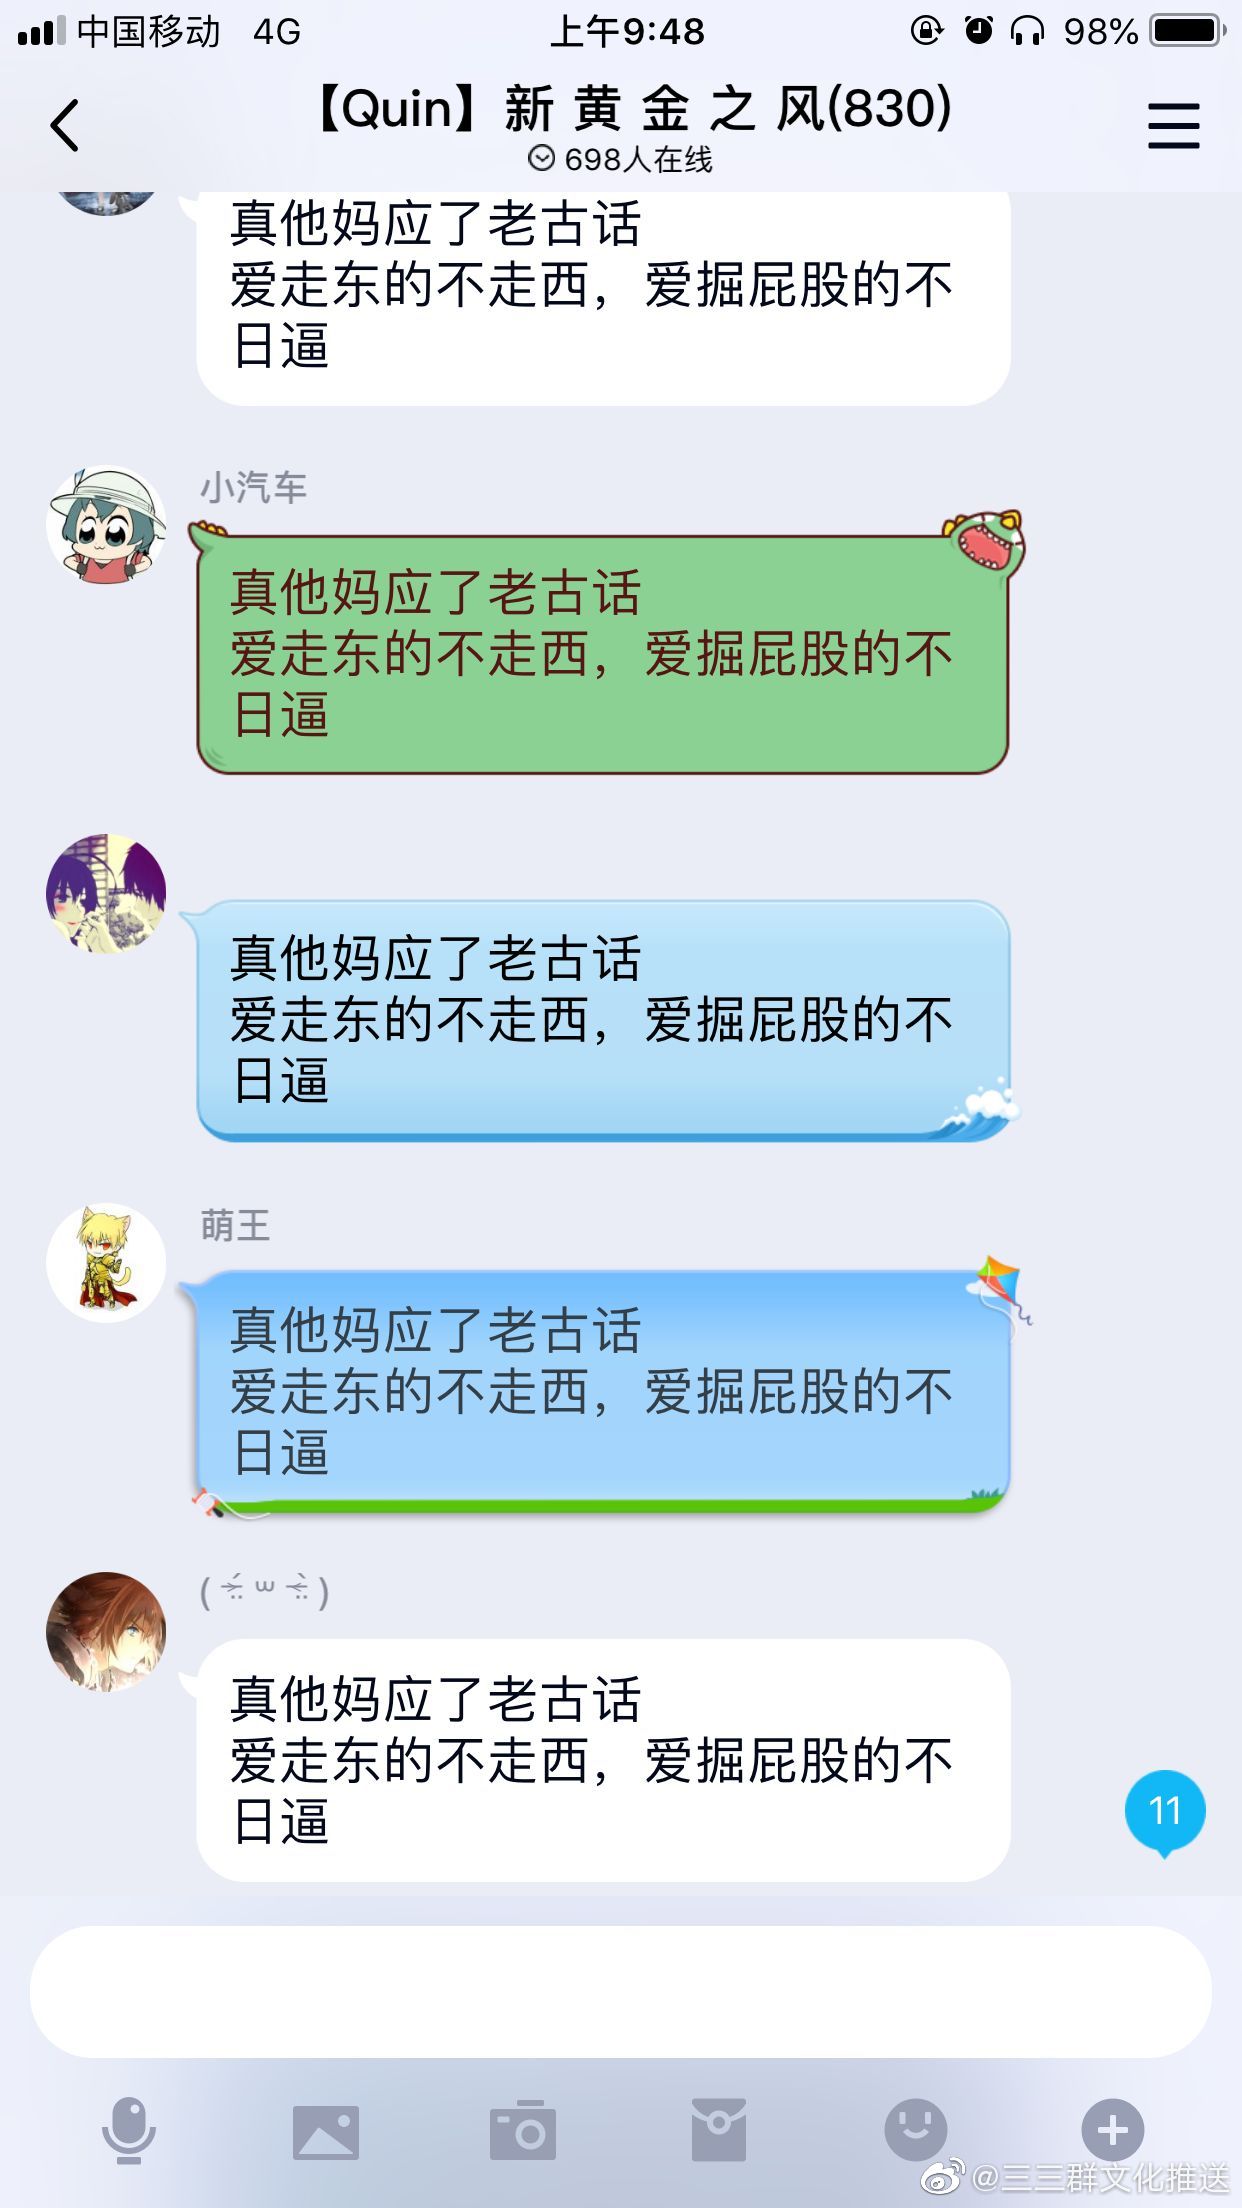 中国移动 4G 上午9:48 98%
【Quin】新 黄 金 之 风(830)
698人在线
真他妈应了老古话
爱走东的不走西，爱掘屁股的不
日逼
小汽车
真他妈应了老古话
爱走东的不走西，爱掘屁股的不
日逼
真他妈应了老古话
爱走东的不走西，爱掘屁股的不
日逼
萌王
真他妈应了老古话
爱走东的不走西，爱掘屁股的不
日逼
真他妈应了老古话
爱走东的不走西，爱掘屁股的不
日逼
11
@三三群文化推送